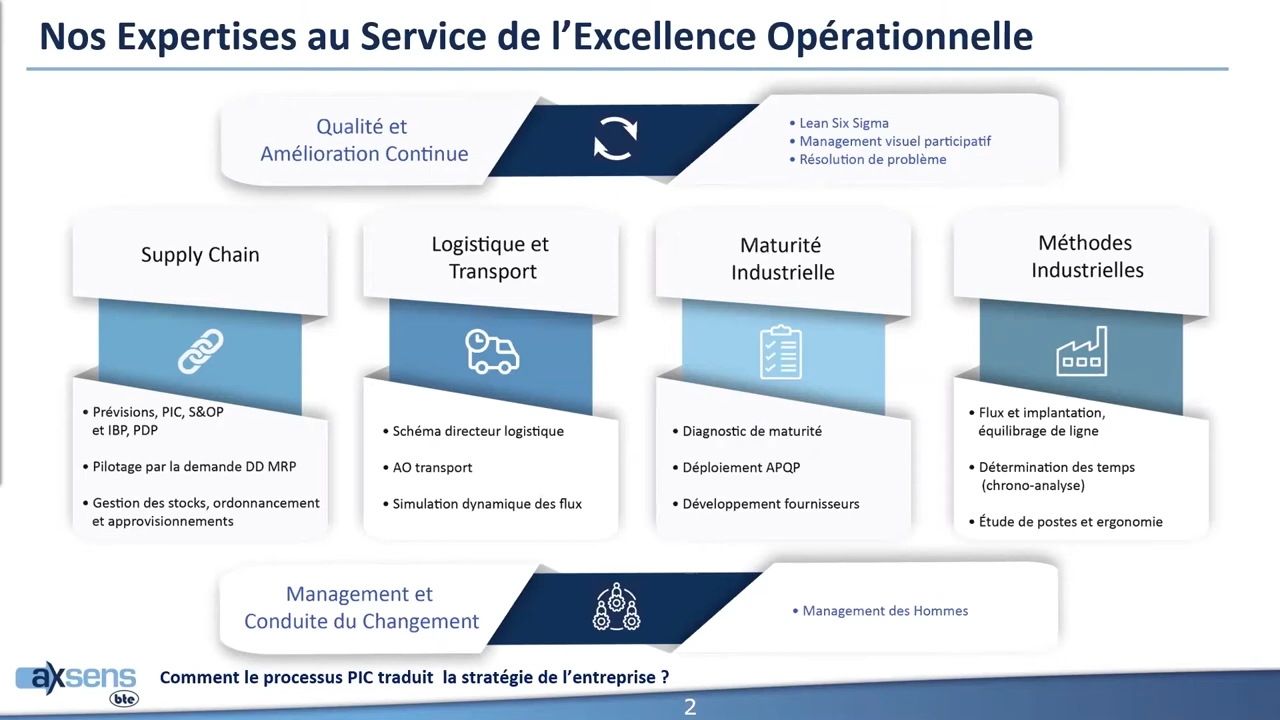 Nos Expertises au Service de l’Excellence Opérationnelle
Qualité et
Amélioration Continue
• Lean Six Sigma
• Management visuel participatif
• Résolution de problème
Supply Chain
• Prévisions, PIC, S&OP
et IBP, PDP
• Pilotage par la demande DD MRP
• Gestion des stocks, ordonnancement
et approvisionnements
Logistique et
Transport
• Schéma directeur logistique
• AO transport
• Simulation dynamique des flux
Maturité
Industrielle
• Diagnostic de maturité
• Déploiement APQP
• Développement fournisseurs
Méthodes
Industrielles
• Flux et implantation,
équilibrage de ligne
• Détermination des temps
(chrono-analyse)
• Étude de postes et ergonomie
Management et
Conduite du Changement
• Management des Hommes
axsens
bte
Comment le processus PIC traduit la stratégie de l’entreprise ?
2